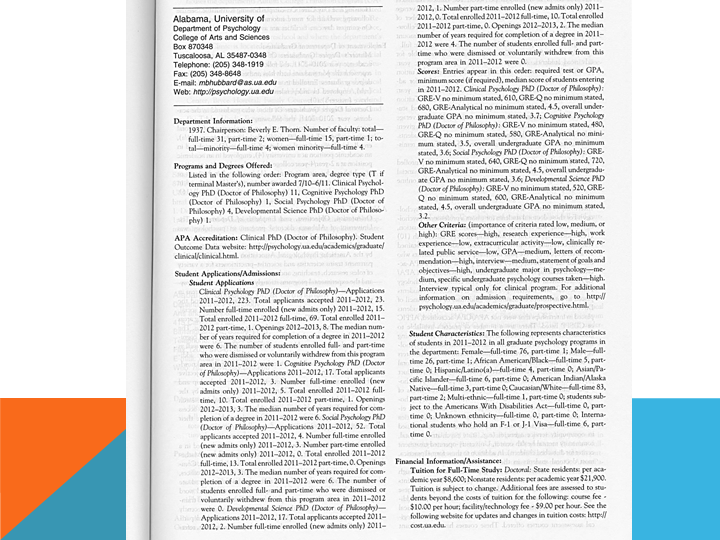 Alabama, University of
Department of Psychology
College of Arts and Sciences
Box 870348
Tuscaloosa, AL 35487-0348
Telephone: (205) 348-1919
Fax: (205) 348-8648
E-mail: mbhubbard@as.ua.edu
Web: http://psychology.ua.edu
Department Information:
1937. Chairperson: Beverly E. Thorn. Number of faculty: total—
full-time 31, part-time 2; women—full-time 15, part-time 1; to-
tal—minority—full-time 4; women minority—full-time 4.
Programs and Degrees Offered:
Listed in the following order: Program area, degree type (T if
terminal Master's), number awarded 7/10–6/11. Clinical Psychol-
ogy PhD (Doctor of Philosophy) 11, Cognitive Psychology PhD
(Doctor of Philosophy) 1, Social Psychology PhD (Doctor of
Philosophy) 4, Developmental Science PhD (Doctor of Philoso-
phy) 1.
APA Accreditation: Clinical PhD (Doctor of Philosophy). Student
Outcome Data website: http://psychology.ua.edu/academics/graduate/
clinical/clinical.html.
Student Applications/Admissions:
Student Applications
Clinical Psychology PhD (Doctor of Philosophy)—Applications
2011–2012, 223. Total applicants accepted 2011–2012, 23.
Number full-time enrolled (new admits only) 2011–2012, 15.
Total enrolled 2011–2012 full-time, 69. Total enrolled 2011–
2012 part-time, 1. Openings 2012–2013, 8. The median num-
ber of years required for completion of a degree in 2011–2012
were 6. The number of students enrolled full- and part-time
who were dismissed or voluntarily withdrew from this program
area in 2011–2012 were 1. Cognitive Psychology PhD (Doctor
of Philosophy)—Applications 2011–2012, 17. Total applicants
accepted 2011–2012, 3. Number full-time enrolled (new
admits only) 2011–2012, 5. Total enrolled 2011–2012 full-
time, 10. Total enrolled 2011–2012 part-time, 1. Openings
2012–2013, 3. The median number of years required for com-
pletion of a degree in 2011–2012 were 6. Social Psychology PhD
(Doctor of Philosophy)—Applications 2011–2012, 52. Total
applicants accepted 2011–2012, 4. Number full-time enrolled
(new admits only) 2011–2012, 3. Number part-time enrolled
(new admits only) 2011–2012, 0. Total enrolled 2011–2012
full-time, 13. Total enrolled 2011–2012 part-time, 0. Openings
2012–2013, 3. The median number of years required for com-
pletion of a degree in 2011–2012 were 6. The number of
students enrolled full- and part-time who were dismissed or
voluntarily withdrew from this program area in 2011–2012
were 0. Developmental Science PhD (Doctor of Philosophy)—
Applications 2011–2012, 17. Total applicants accepted 2011–
2012, 2. Number full-time enrolled (new admits only) 2011–
2012, 1. Number part-time enrolled (new admits only) 2011–
2012, 0. Total enrolled 2011–2012 full-time, 10. Total enrolled
2011–2012 part-time, 0. Openings 2012–2013, 2. The median
number of years required for completion of a degree in 2011–
2012 were 4. The number of students enrolled full- and part-
time who were dismissed or voluntarily withdrew from this
program area in 2011–2012 were 0.
Scores: Entries appear in this order: required test or GPA,
minimum score (if required), median score of students entering
in 2011–2012. Clinical Psychology PhD (Doctor of Philosophy):
GRE-V no minimum stated, 610, GRE-Q no minimum stated,
680, GRE-Analytical no minimum stated, 4.5, overall under-
graduate GPA no minimum stated, 3.7; Cognitive Psychology
PhD (Doctor of Philosophy): GRE-V no minimum stated, 480,
GRE-Q no minimum stated, 580, GRE-Analytical no mini-
mum stated, 3.5, overall undergraduate GPA no minimum
stated, 3.6; Social Psychology PhD (Doctor of Philosophy): GRE-
V no minimum stated, 640, GRE-Q no minimum stated, 720,
GRE-Analytical no minimum stated, 4.5, overall undergradu-
ate GPA no minimum stated, 3.6; Developmental Science PhD
(Doctor of Philosophy): GRE-V no minimum stated, 520, GRE-
Q no minimum stated, 600, GRE-Analytical no minimum
stated, 4.5, overall undergraduate GPA no minimum stated,
3.2.
Other Criteria: (importance of criteria rated low, medium, or
high): GRE scores—high, research experience—high, work
experience—low, extracurricular activity—low, clinically re-
lated public service—low, GPA—medium, letters of recom-
mendation—high, interview—medium, statement of goals and
objectives—high, undergraduate major in psychology—me-
dium, specific undergraduate psychology courses taken—high.
Interview typical only for clinical program. For additional
information on admission requirements, go to http://
psychology.ua.edu/academics/graduate/prospective.html.
Student Characteristics: The following represents characteristics
of students in 2011–2012 in all graduate psychology programs in
the department: Female—full-time 76, part-time 1; Male—full-
time 26, part-time 1; African American/Black—full-time 5, part-
time 0; Hispanic/Latino(a)—full-time 4, part-time 0; Asian/Pa-
cific Islander—full-time 6, part-time 0; American Indian/Alaska
Native—full-time 3, part-time 0; Caucasian/White—full-time 83,
part-time 2; Multi-ethnic—full-time 1, part-time 0; students sub-
ject to the Americans With Disabilities Act—full-time 0, part-
time 0; Unknown ethnicity—full-time 0, part-time 0; Interna-
tional students who hold an F-1 or J-1 Visa—full-time 6, part-
time 0.
Financial Information/Assistance:
Tuition for Full-Time Study: Doctoral: State residents: per aca-
demic year $8,600; Nonstate residents: per academic year $21,900.
Tuition is subject to change. Additional fees are assessed to stu-
dents beyond the costs of tuition for the following: course fee -
$10.00 per hour; facility/technology fee - $9.00 per hour. See the
following website for updates and changes in tuition costs: http://
cost.ua.edu.